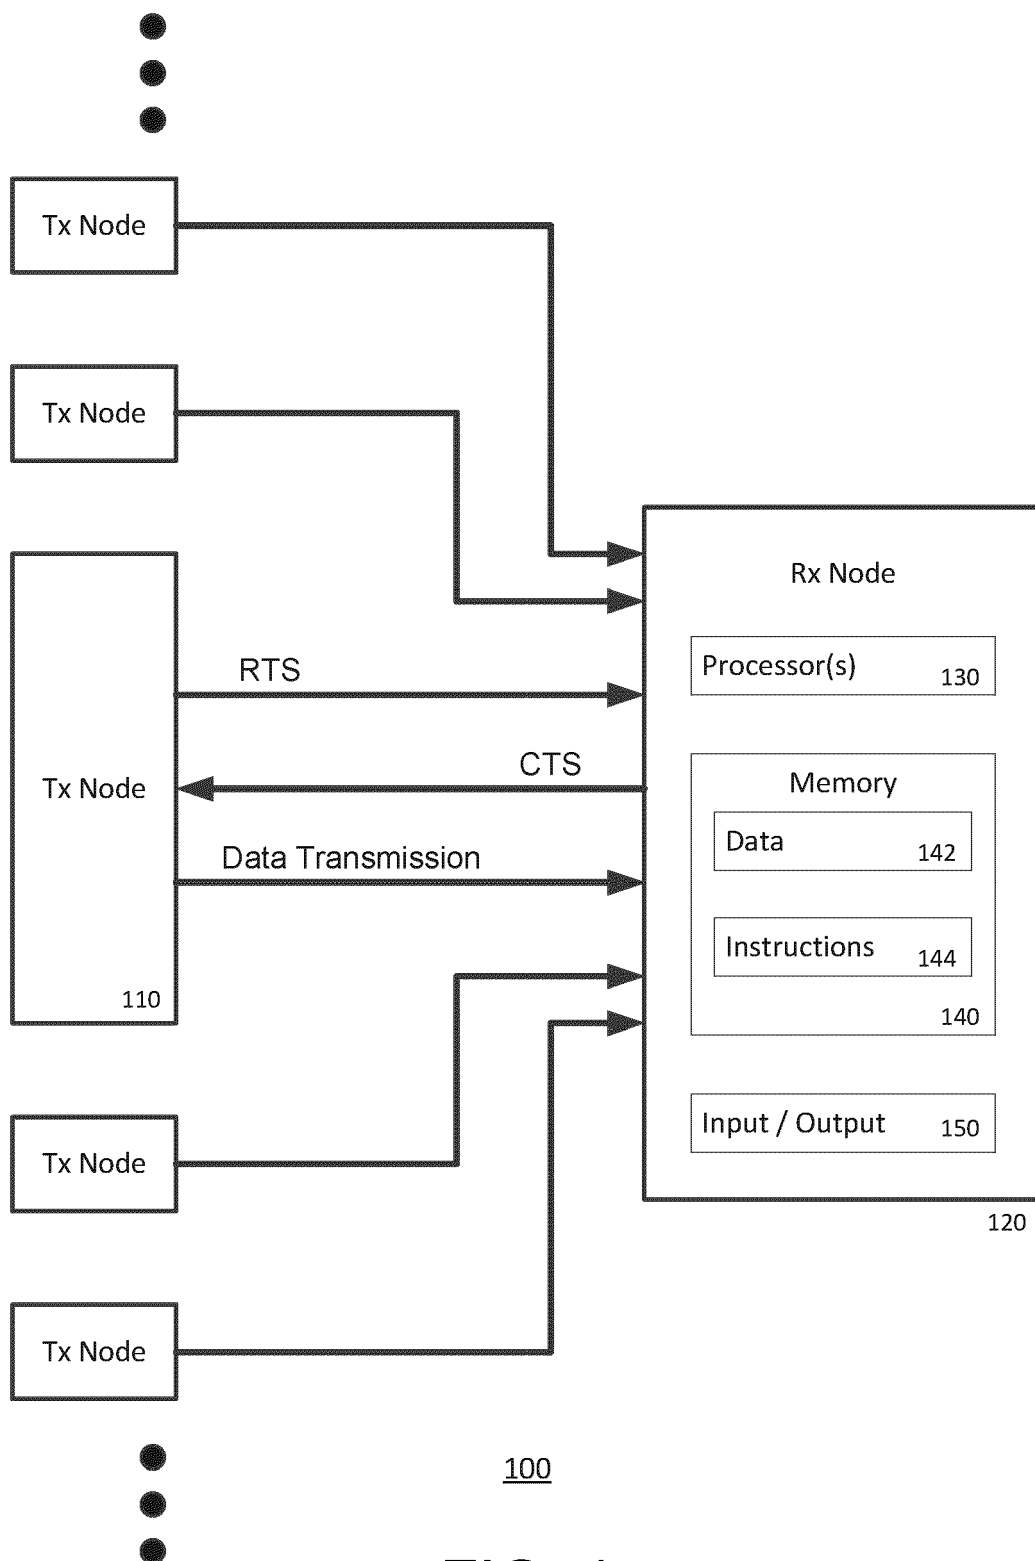 Tx Node
Tx Node
Rx Node
RTS
Processor(s) 130
CTS
Tx Node
Memory
Data 142
Data Transmission
Instructions 144
110
140
Input / Output 150
Tx Node
120
Tx Node
100